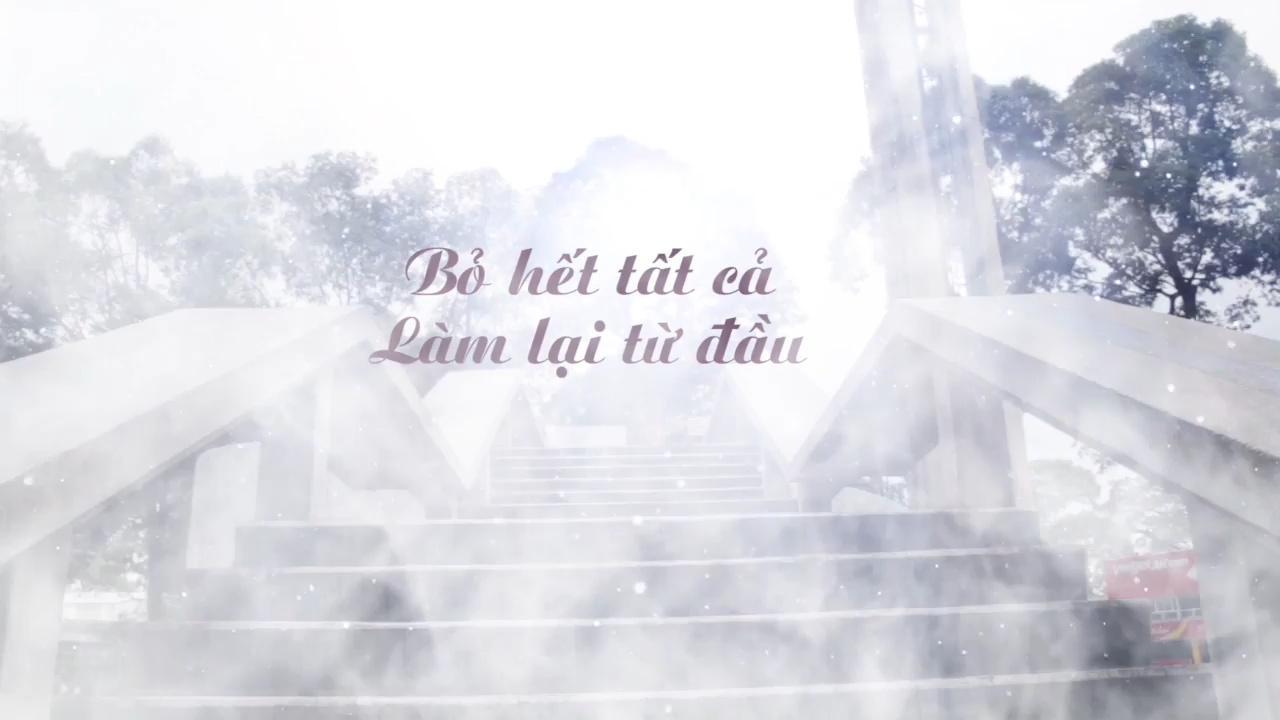 Bỏ hết tất cả
Làm lại từ đầu